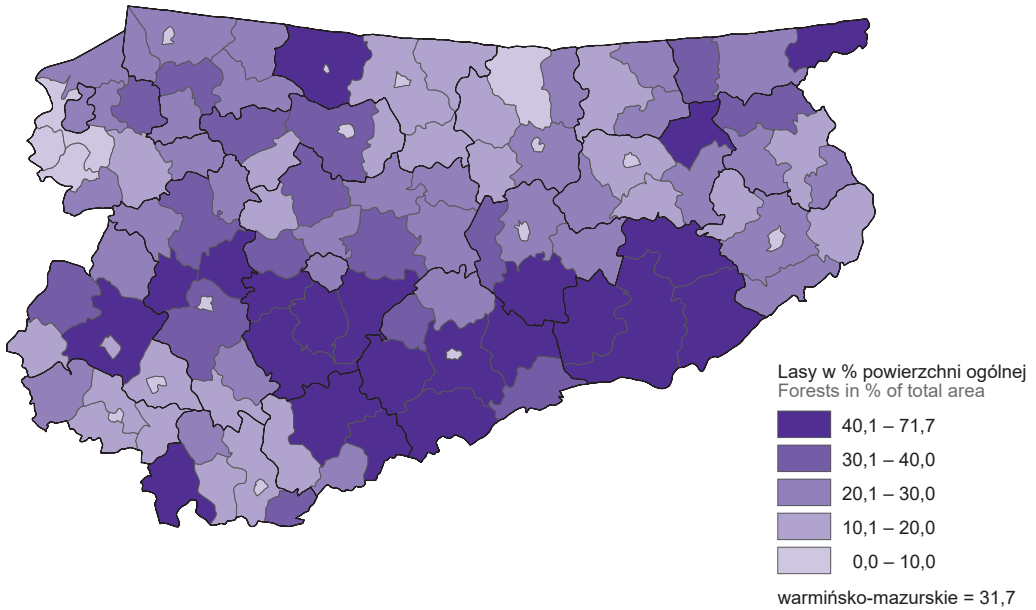 Lasy w % powierzchni ogólnej
Forests in % of total area
40,1 – 71,7
30,1 – 40,0
20,1 – 30,0
10,1 – 20,0
0,0 – 10,0
warmińsko-mazurskie = 31,7